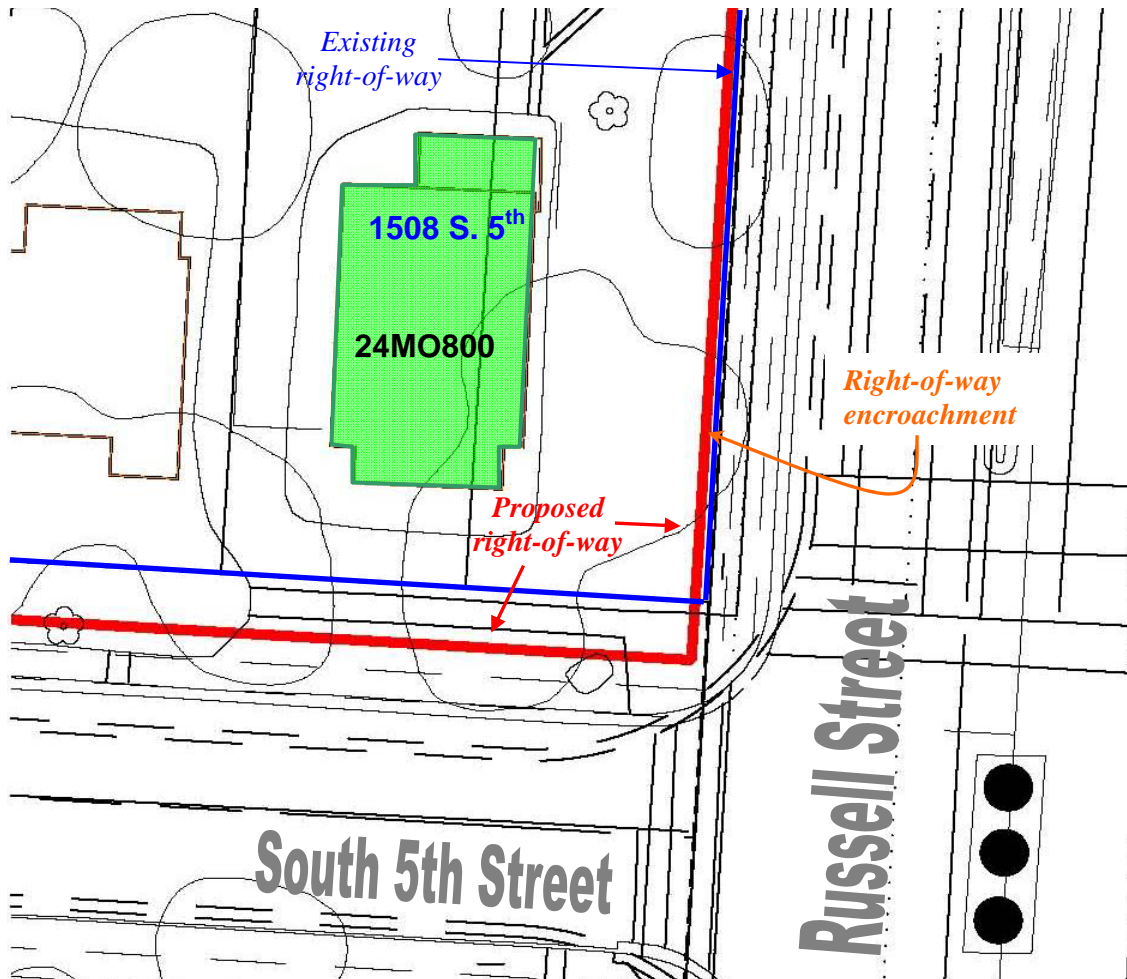 Existing
right-of-way
1508 S. 5th
24MO800
Right-of-way
encroachment
Proposed
right-of-way
South 5th Street
Russell Street